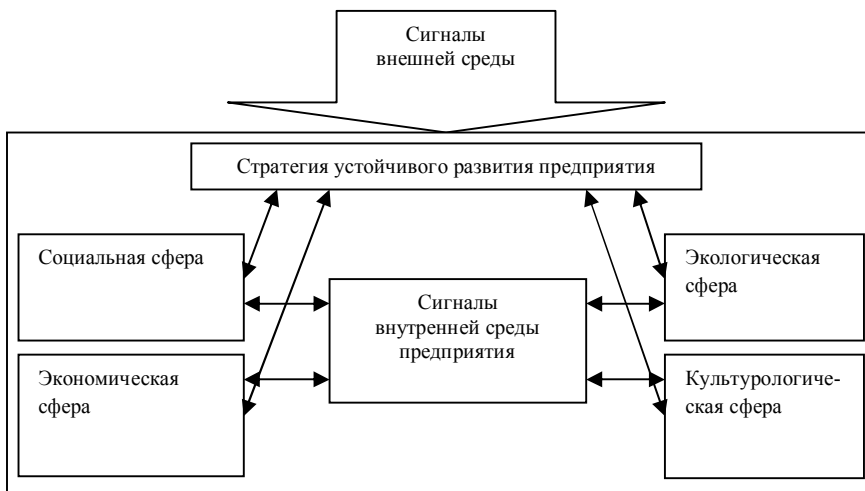 Сигналы
внешней среды
Стратегия устойчивого развития предприятия
Социальная сфера
Экологическая
сфера
Сигналы
внутренней среды
предприятия
Экономическая
сфера
Культурологиче-
ская сфера